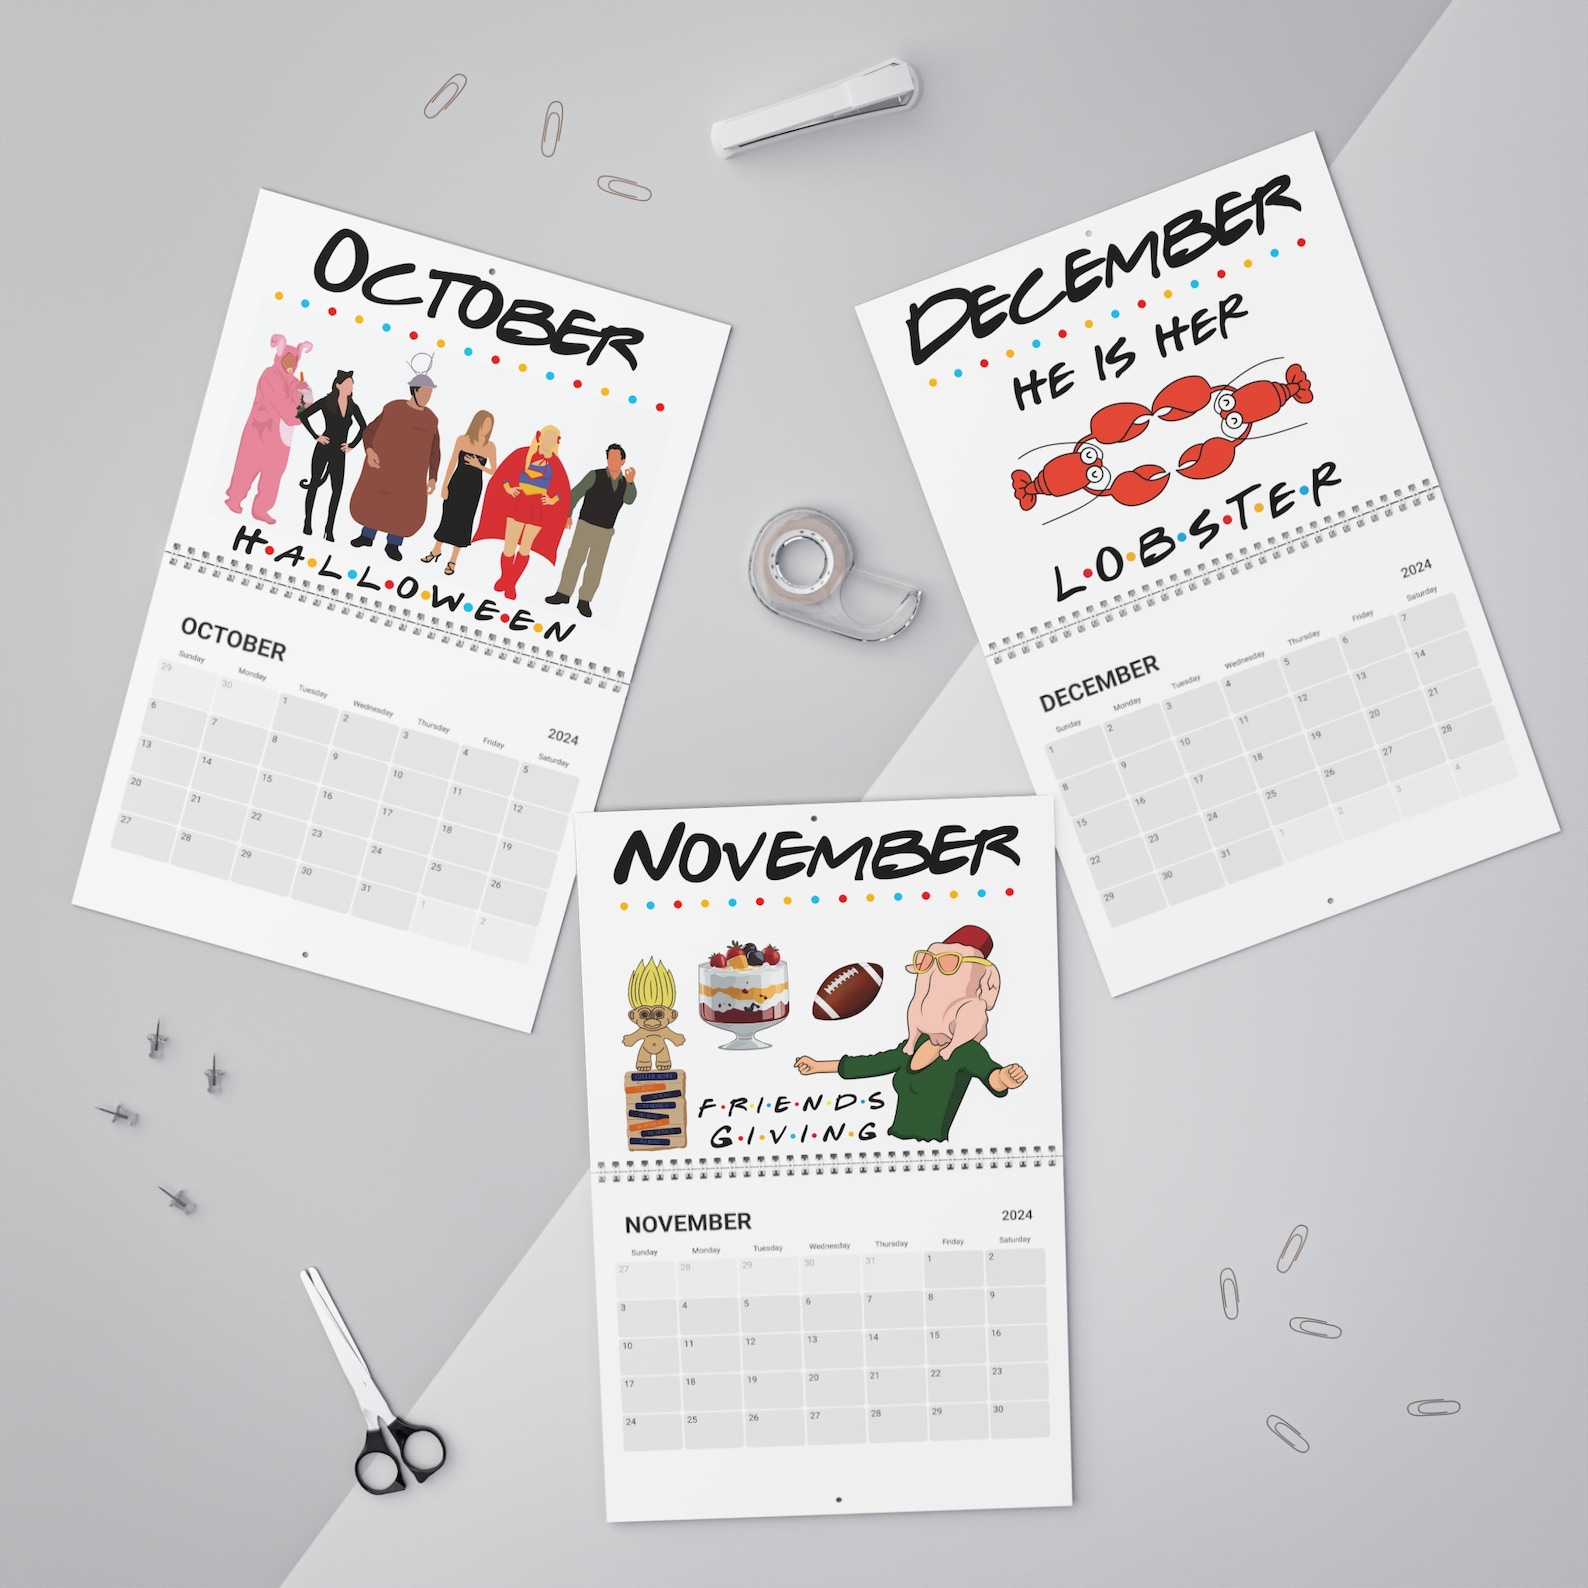 OCTOBER
H·A·L·L·O·W·E·E·N
OCTOBER
2024
Sunday Monday Tuesday Wednesday Thursday Friday Saturday
29 30 1 2 3 4 5
6 7 8 9 10 11 12
13 14 15 16 17 18 19
20 21 22 23 24 25 26
27 28 29 30 31 1 2
DECEMBER
HE IS HER
L·O·B·S·T·E·R
DECEMBER
2024
Sunday Monday Tuesday Wednesday Thursday Friday Saturday
1 2 3 4 5 6 7
8 9 10 11 12 13 14
15 16 17 18 19 20 21
22 23 24 25 26 27 28
29 30 31 1 2 3 4
NOVEMBER
F·R·I·E·N·D·S
G·I·V·I·N·G
NOVEMBER
2024
Sunday Monday Tuesday Wednesday Thursday Friday Saturday
27 28 29 30 31 1 2
3 4 5 6 7 8 9
10 11 12 13 14 15 16
17 18 19 20 21 22 23
24 25 26 27 28 29 30